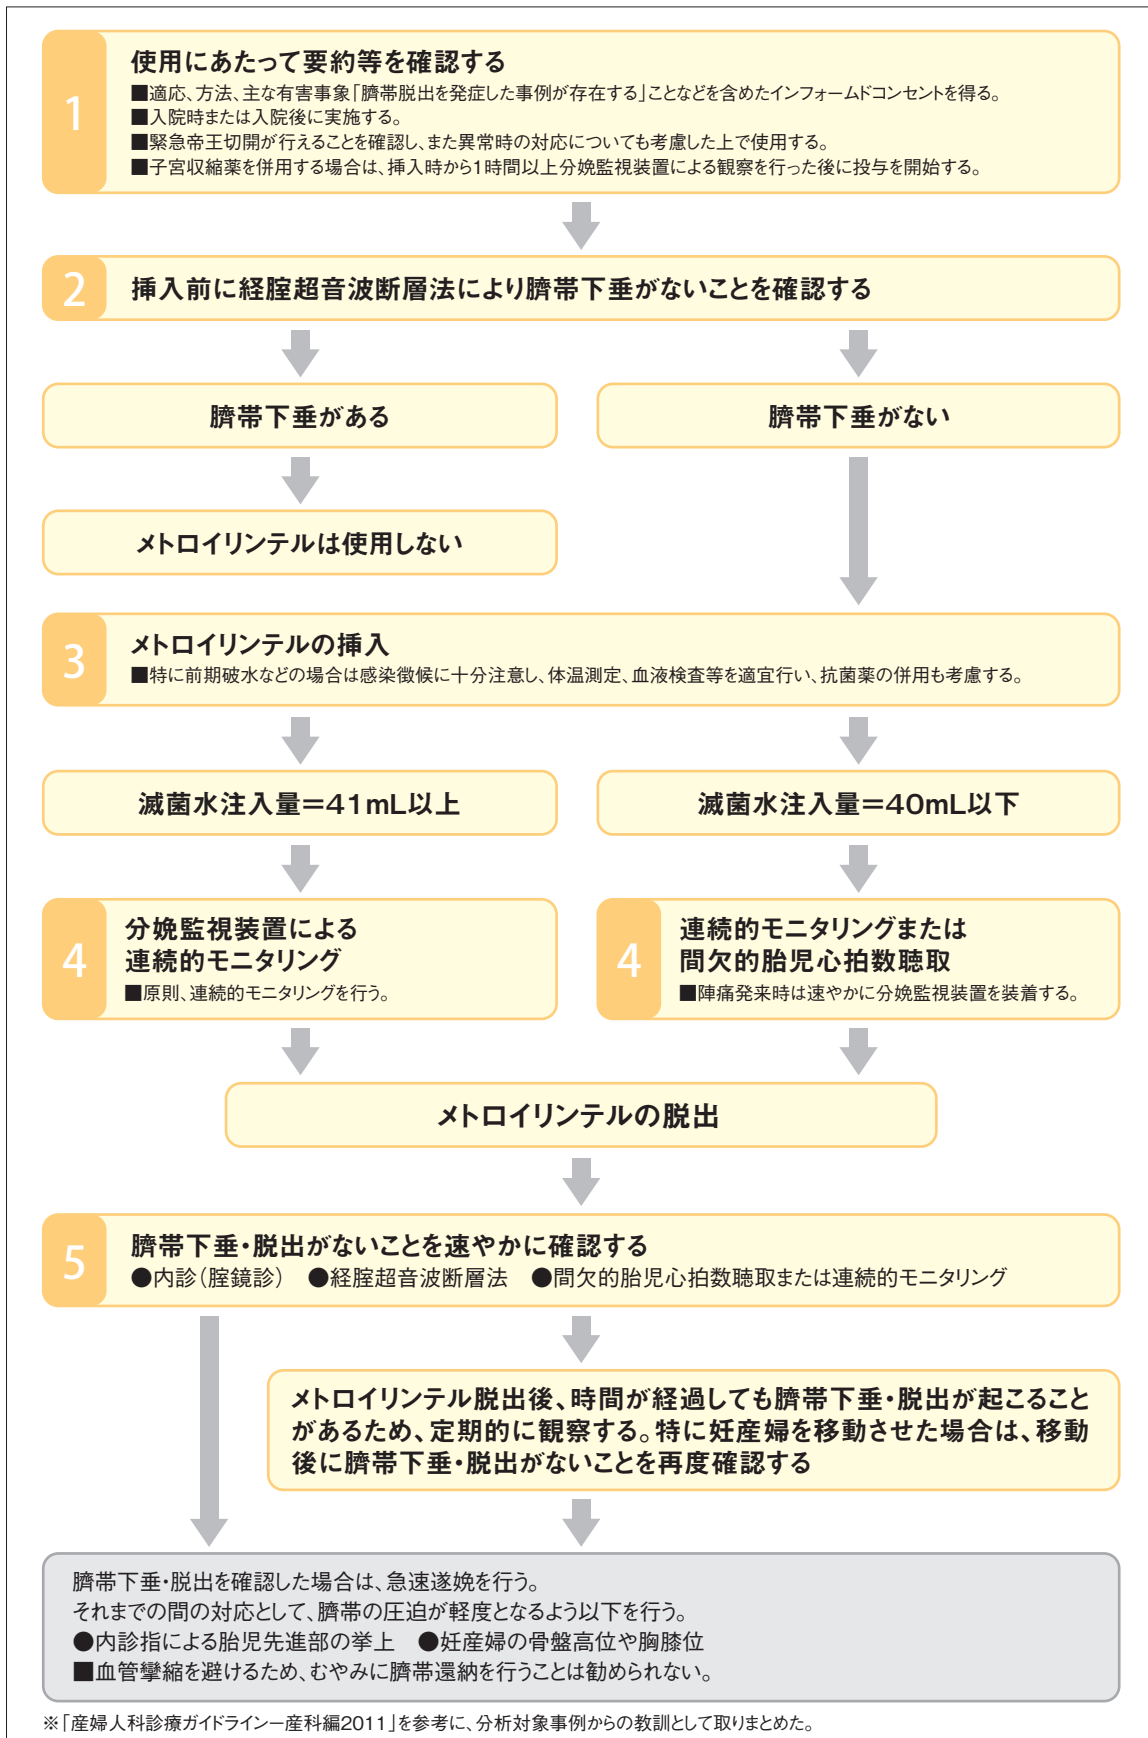 1
使用にあたって要約等を確認する
■適応、方法、主な有害事象「臍帯脱出を発症した事例が存在する」ことなどを含めたインフォームドコンセントを得る。
■入院時または入院後に実施する。
■緊急帝王切開が行えることを確認し、また異常時の対応についても考慮した上で使用する。
■子宮収縮薬を併用する場合は、挿入時から1時間以上分娩監視装置による観察を行った後に投与を開始する。
2
挿入前に経腟超音波断層法により臍帯下垂がないことを確認する
臍帯下垂がある
臍帯下垂がない
メトロイリンテルは使用しない
3
メトロイリンテルの挿入
■特に前期破水などの場合は感染徴候に十分注意し、体温測定、血液検査等を適宜行い、抗菌薬の併用も考慮する。
滅菌水注入量＝41mL以上
滅菌水注入量＝40mL以下
4
分娩監視装置による
連続的モニタリング
■原則、連続的モニタリングを行う。
4
連続的モニタリングまたは
間欠的胎児心拍数聴取
■陣痛発来時は速やかに分娩監視装置を装着する。
メトロイリンテルの脱出
5
臍帯下垂・脱出がないことを速やかに確認する
●内診（腟鏡診）　●経腟超音波断層法　●間欠的胎児心拍数聴取または連続的モニタリング
メトロイリンテル脱出後、時間が経過しても臍帯下垂・脱出が起こること
があるため、定期的に観察する。特に妊産婦を移動させた場合は、移動
後に臍帯下垂・脱出がないことを再度確認する
臍帯下垂・脱出を確認した場合は、急速遂娩を行う。
それまでの間の対応として、臍帯の圧迫が軽度となるよう以下を行う。
●内診指による胎児先進部の挙上　●妊産婦の骨盤高位や胸膝位
■血管攣縮を避けるため、むやみに臍帯還納を行うことは勧められない。
※「産婦人科診療ガイドライン－産科編2011」を参考に、分析対象事例からの教訓として取りまとめた。